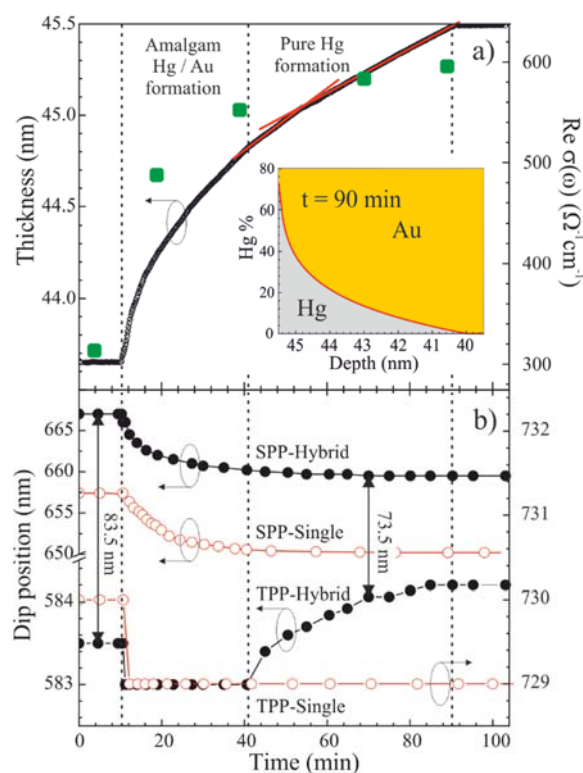 a)
45.5
45.0
44.5
44.0
Thickness (nm)
Amalgam
Hg / Au
formation
Pure Hg
formation
600
500
400
300
Re σ(ω) (Ω⁻¹cm⁻¹)
80
60
40
20
0
Hg %
t = 90 min
Au
Hg
45 44 43 42 41 40
Depth (nm)
b)
665
660
655
650
584
583
Dip position (nm)
83.5 nm
SPP-Hybrid
SPP-Single
73.5 nm
TPP-Hybrid
TPP-Single
732
731
730
729
0 20 40 60 80 100
Time (min)